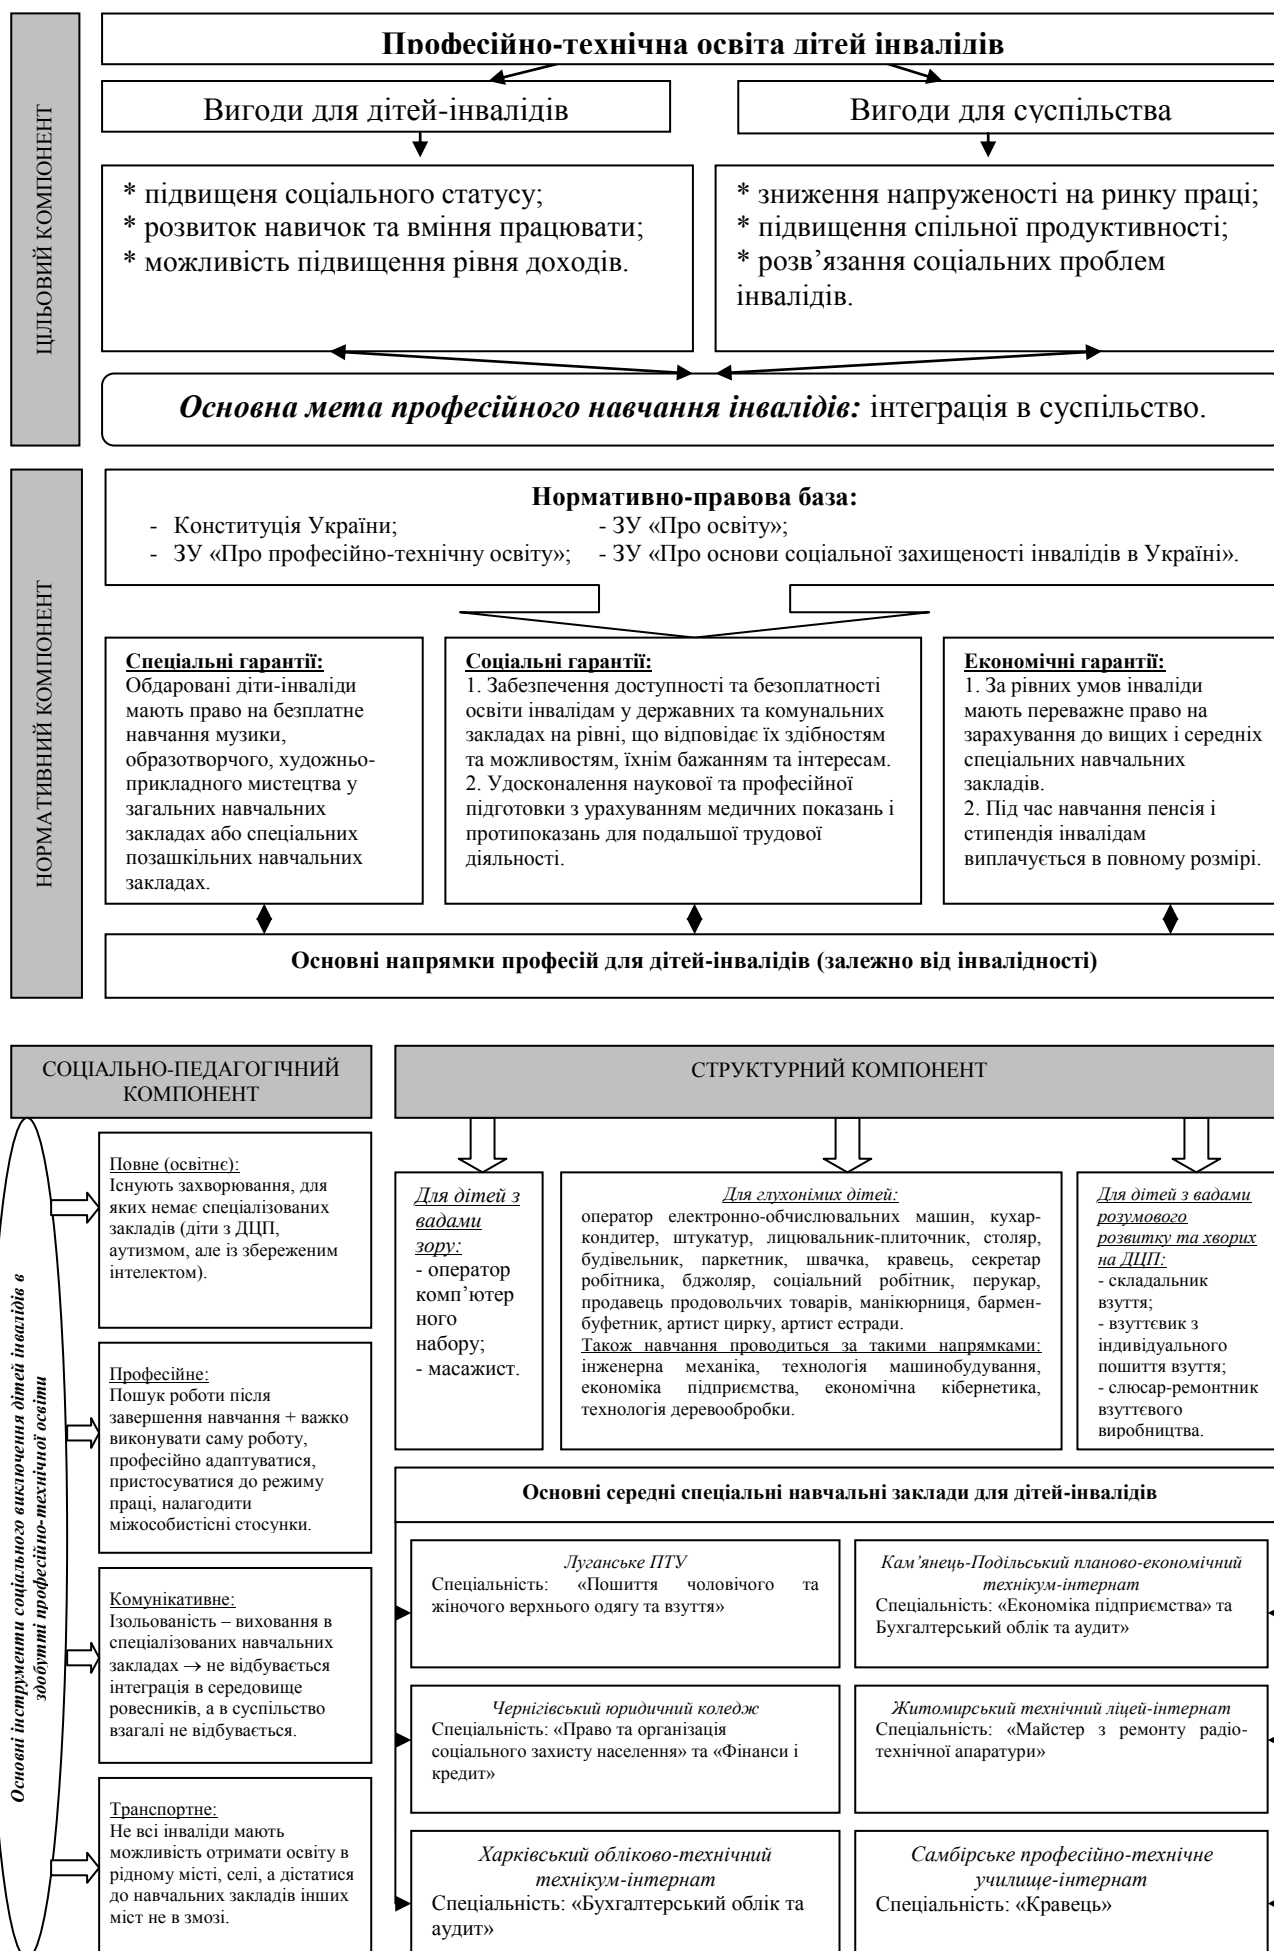 ЦІЛЬОВИЙ КОМПОНЕНТ
Професійно-технічна освіта дітей інвалідів
Вигоди для дітей-інвалідів
Вигоди для суспільства
* підвищеня соціального статусу;
* розвиток навичок та вміння працювати;
* можливість підвищення рівня доходів.
* зниження напруженості на ринку праці;
* підвищення спільної продуктивності;
* розв’язання соціальних проблем
інвалідів.
Основна мета професійного навчання інвалідів: інтеграція в суспільство.
НОРМАТИВНИЙ КОМПОНЕНТ
Нормативно-правова база:
- Конституція України; - ЗУ «Про освіту»;
- ЗУ «Про професійно-технічну освіту»; - ЗУ «Про основи соціальної захищеності інвалідів в Україні».
Спеціальні гарантії:
Обдаровані діти-інваліди
мають право на безплатне
навчання музики,
образотворчого, художньо-
прикладного мистецтва у
загальних навчальних
закладах або спеціальних
позашкільних навчальних
закладах.
Соціальні гарантії:
1. Забезпечення доступності та безоплатності
освіти інвалідам у державних та комунальних
закладах на рівні, що відповідає їх здібностям
та можливостям, їхнім бажанням та інтересам.
2. Удосконалення наукової та професійної
підготовки з урахуванням медичних показань і
протипоказань для подальшої трудової
діяльності.
Економічні гарантії:
1. За рівних умов інваліди
мають переважне право на
зарахування до вищих і середніх
спеціальних навчальних
закладів.
2. Під час навчання пенсія і
стипендія інвалідам
виплачується в повному розмірі.
Основні напрямки професій для дітей-інвалідів (залежно від інвалідності)
СОЦІАЛЬНО-ПЕДАГОГІЧНИЙ
КОМПОНЕНТ
Основні інструменти соціального виключення дітей інвалідів в
здобутті професійно-технічної освіти
Повне (освітнє):
Існують захворювання, для
яких немає спеціалізованих
закладів (діти з ДЦП,
аутизмом, але із збереженим
інтелектом).
Професійне:
Пошук роботи після
завершення навчання + важко
виконувати саму роботу,
професійно адаптуватися,
пристосуватися до режиму
праці, налагодити
міжособистісні стосунки.
Комунікативне:
Ізольованість – виховання в
спеціалізованих навчальних
закладах → не відбувається
інтеграція в середовище
ровесників, а в суспільство
взагалі не відбувається.
Транспортне:
Не всі інваліди мають
можливість отримати освіту в
рідному місті, селі, а дістатися
до навчальних закладів інших
міст не в змозі.
СТРУКТУРНИЙ КОМПОНЕНТ
Для дітей з
вадами
зору:
- оператор
комп’ютер
ного
набору;
- масажист.
Для глухонімих дітей:
оператор електронно-обчислювальних машин, кухар-
кондитер, штукатур, лицювальник-плиточник, столяр,
будівельник, паркетник, швачка, кравець, секретар
робітника, бджоляр, соціальний робітник, перукар,
продавець продовольчих товарів, манікюрниця, бармен-
буфетник, артист цирку, артист естради.
Також навчання проводиться за такими напрямками:
інженерна механіка, технологія машинобудування,
економіка підприємства, економічна кібернетика,
технологія деревообробки.
Для дітей з вадами
розумового
розвитку та хворих
на ДЦП:
- складальник
взуття;
- взуттєвик з
індивідуального
пошиття взуття;
- слюсар-ремонтник
взуттєвого
виробництва.
Основні середні спеціальні навчальні заклади для дітей-інвалідів
Луганське ПТУ
Спеціальність: «Пошиття чоловічого та
жіночого верхнього одягу та взуття»
Кам’янець-Подільський планово-економічний
технікум-інтернат
Спеціальність: «Економіка підприємства» та
Бухгалтерський облік та аудит»
Чернігівський юридичний коледж
Спеціальність: «Право та організація
соціального захисту населення» та «Фінанси і
кредит»
Житомирський технічний ліцей-інтернат
Спеціальність: «Майстер з ремонту радіо-
технічної апаратури»
Харківський обліково-технічний
технікум-інтернат
Спеціальність: «Бухгалтерський облік та
аудит»
Самбірське професійно-технічне
училище-інтернат
Спеціальність: «Кравець»